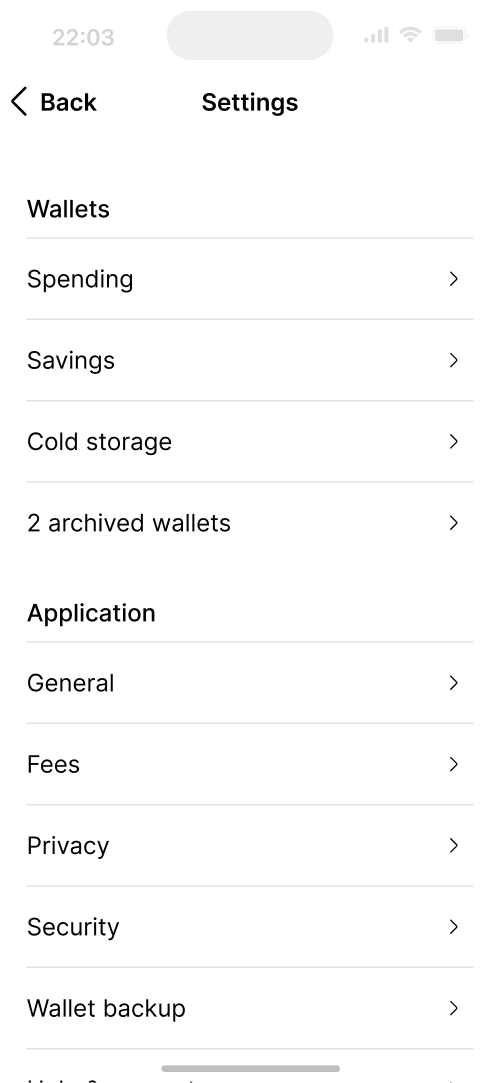 22:03
Back
Settings
Wallets
Spending
Savings
Cold storage
2 archived wallets
Application
General
Fees
Privacy
Security
Wallet backup